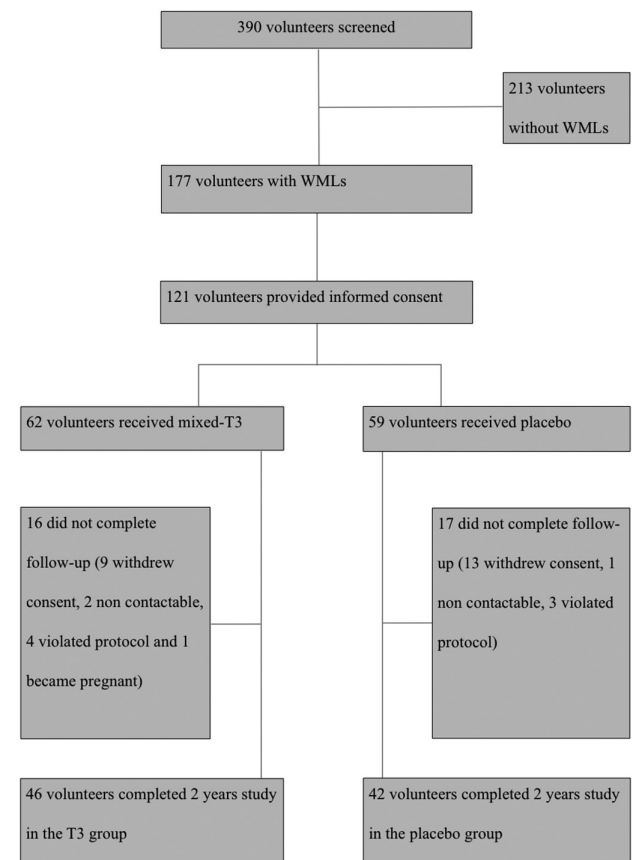 390 volunteers screened
213 volunteers
without WMLs
177 volunteers with WMLs
121 volunteers provided informed consent
62 volunteers received mixed-T3
59 volunteers received placebo
16 did not complete
follow-up (9 withdrew
consent, 2 non contactable,
4 violated protocol and 1
became pregnant)
17 did not complete follow-
up (13 withdrew consent, 1
non contactable, 3 violated
protocol)
46 volunteers completed 2 years study
in the T3 group
42 volunteers completed 2 years study
in the placebo group